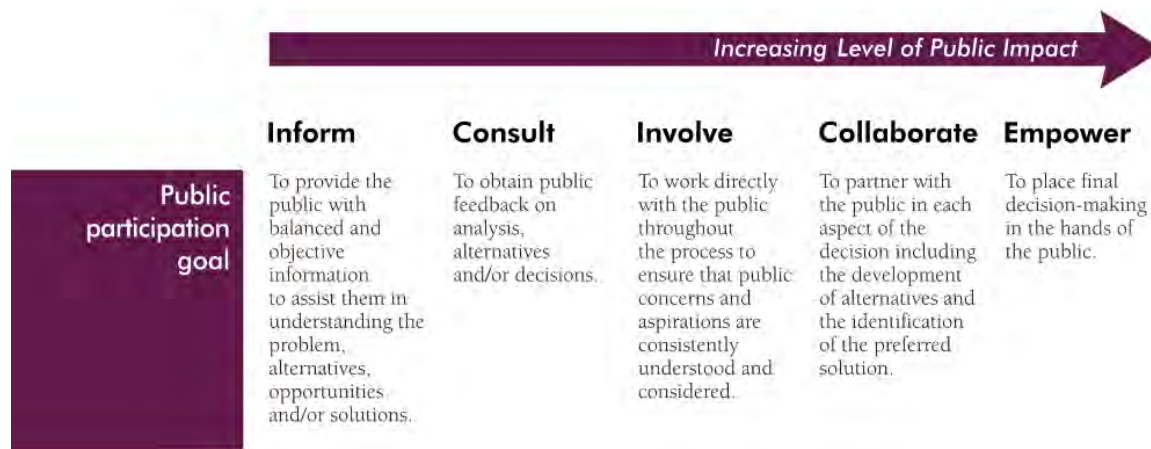 Increasing Level of Public Impact
Public
participation
goal
Inform
To provide the
public with
balanced and
objective
information
to assist them in
understanding the
problem,
alternatives,
opportunities
and/or solutions.
Consult
To obtain public
feedback on
analysis,
alternatives
and/or decisions.
Involve
To work directly
with the public
throughout
the process to
ensure that public
concerns and
aspirations are
consistently
understood and
considered.
Collaborate
To partner with
the public in each
aspect of the
decision including
the development
of alternatives and
the identification
of the preferred
solution.
Empower
To place final
decision-making
in the hands of
the public.